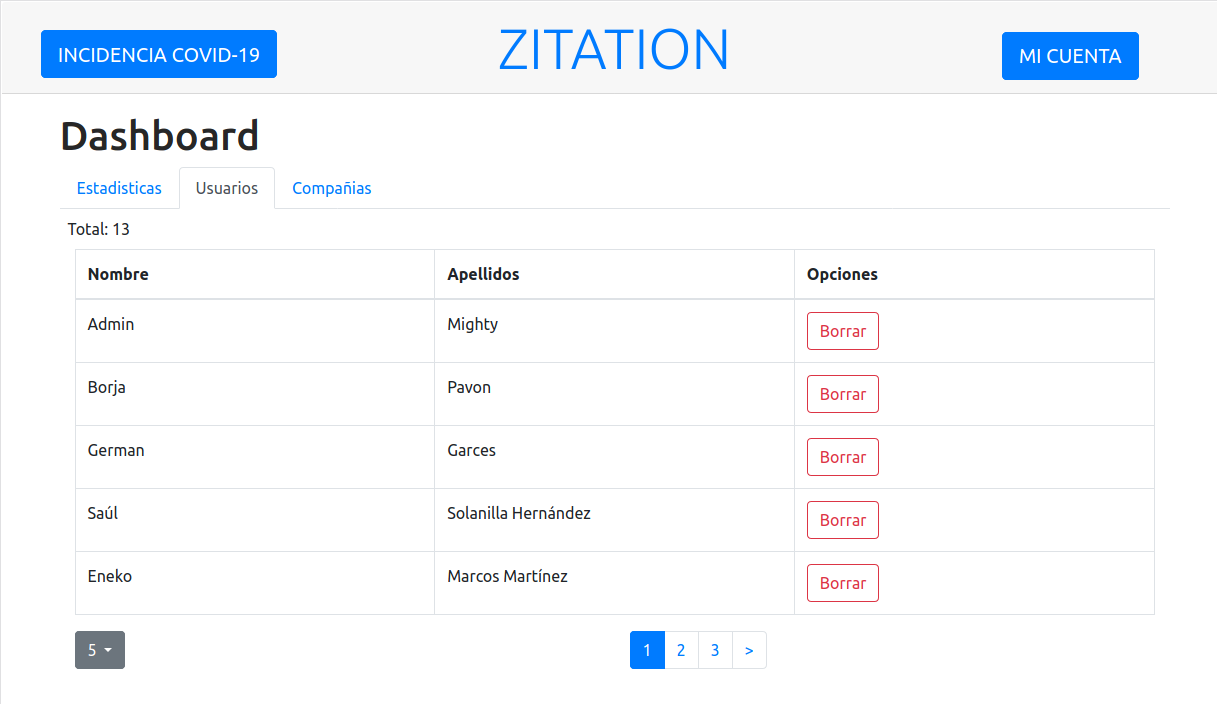 INCIDENCIA COVID-19 ZITATION MI CUENTA
Dashboard
Estadisticas Usuarios Compañias
Total: 13
Nombre Apellidos Opciones
Admin Mighty Borrar
Borja Pavon Borrar
German Garces Borrar
Saúl Solanilla Hernández Borrar
Eneko Marcos Martínez Borrar
5 1 2 3 >